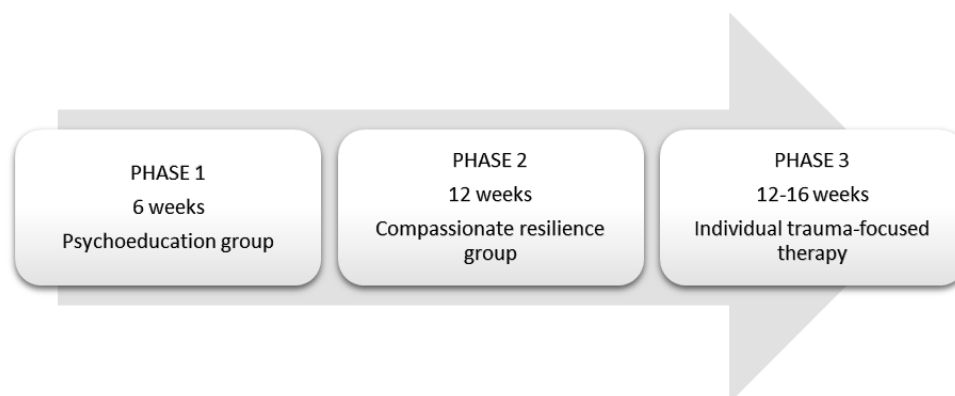 PHASE 1
6 weeks
Psychoeducation group
PHASE 2
12 weeks
Compassionate resilience
group
PHASE 3
12-16 weeks
Individual trauma-focused
therapy